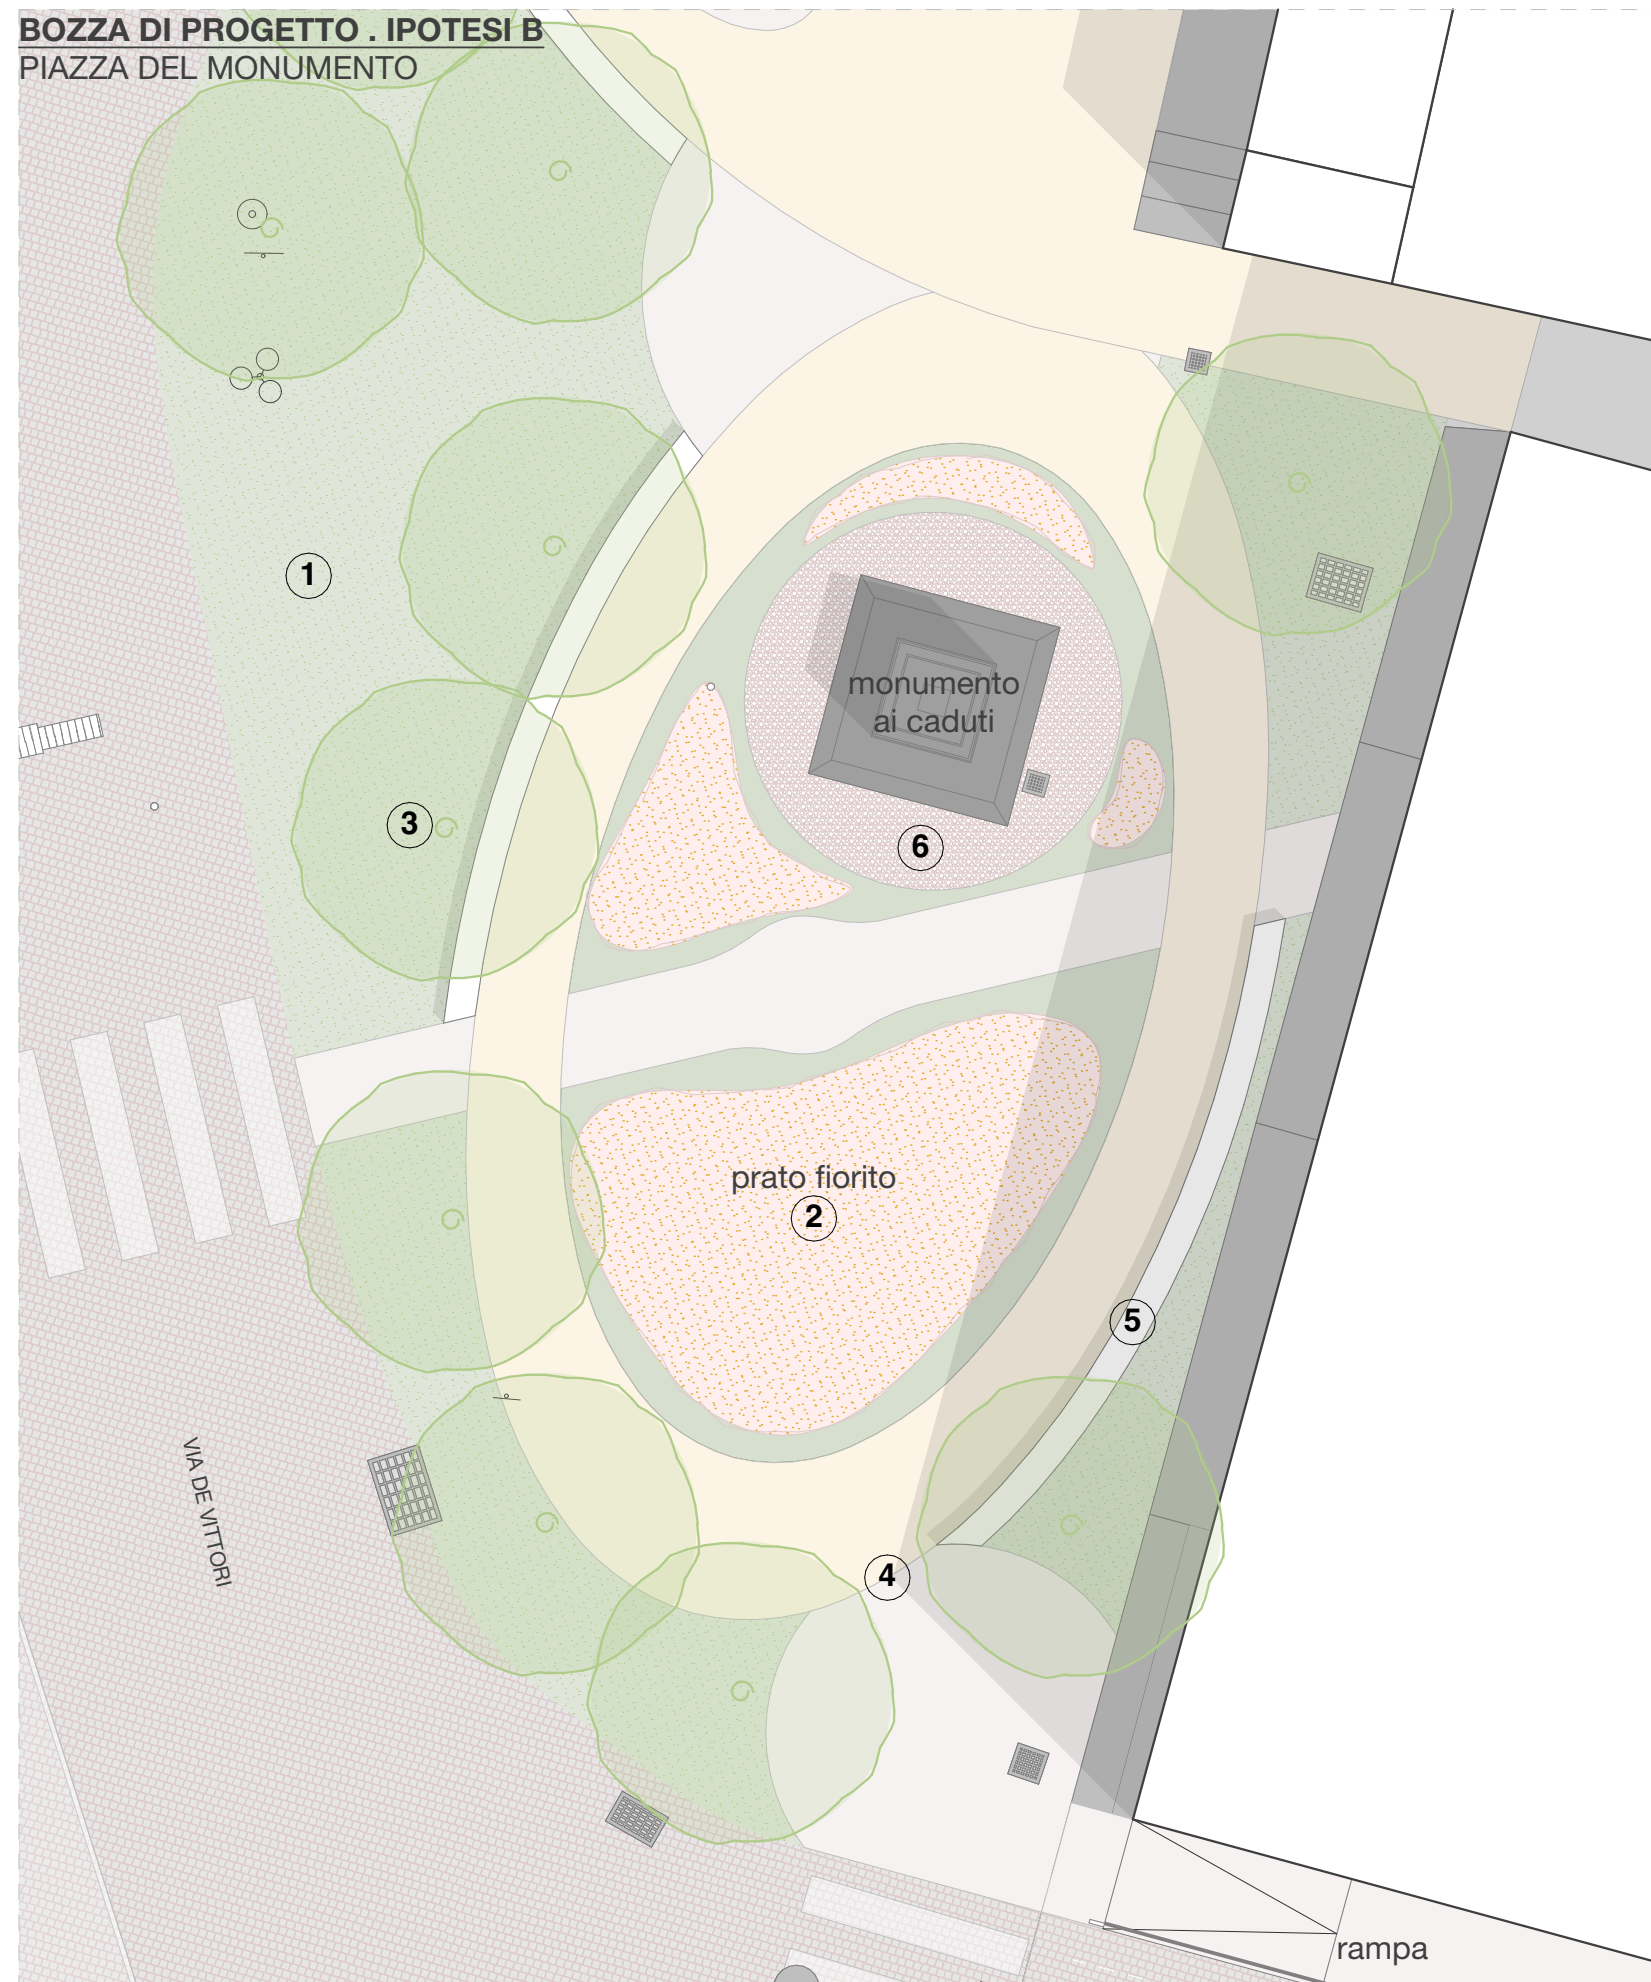 BOZZA DI PROGETTO . IPOTESI B
PIAZZA DEL MONUMENTO
1
monumento
ai caduti
3
6
prato fiorito
2
5
VIA DE VITTORI
4
rampa